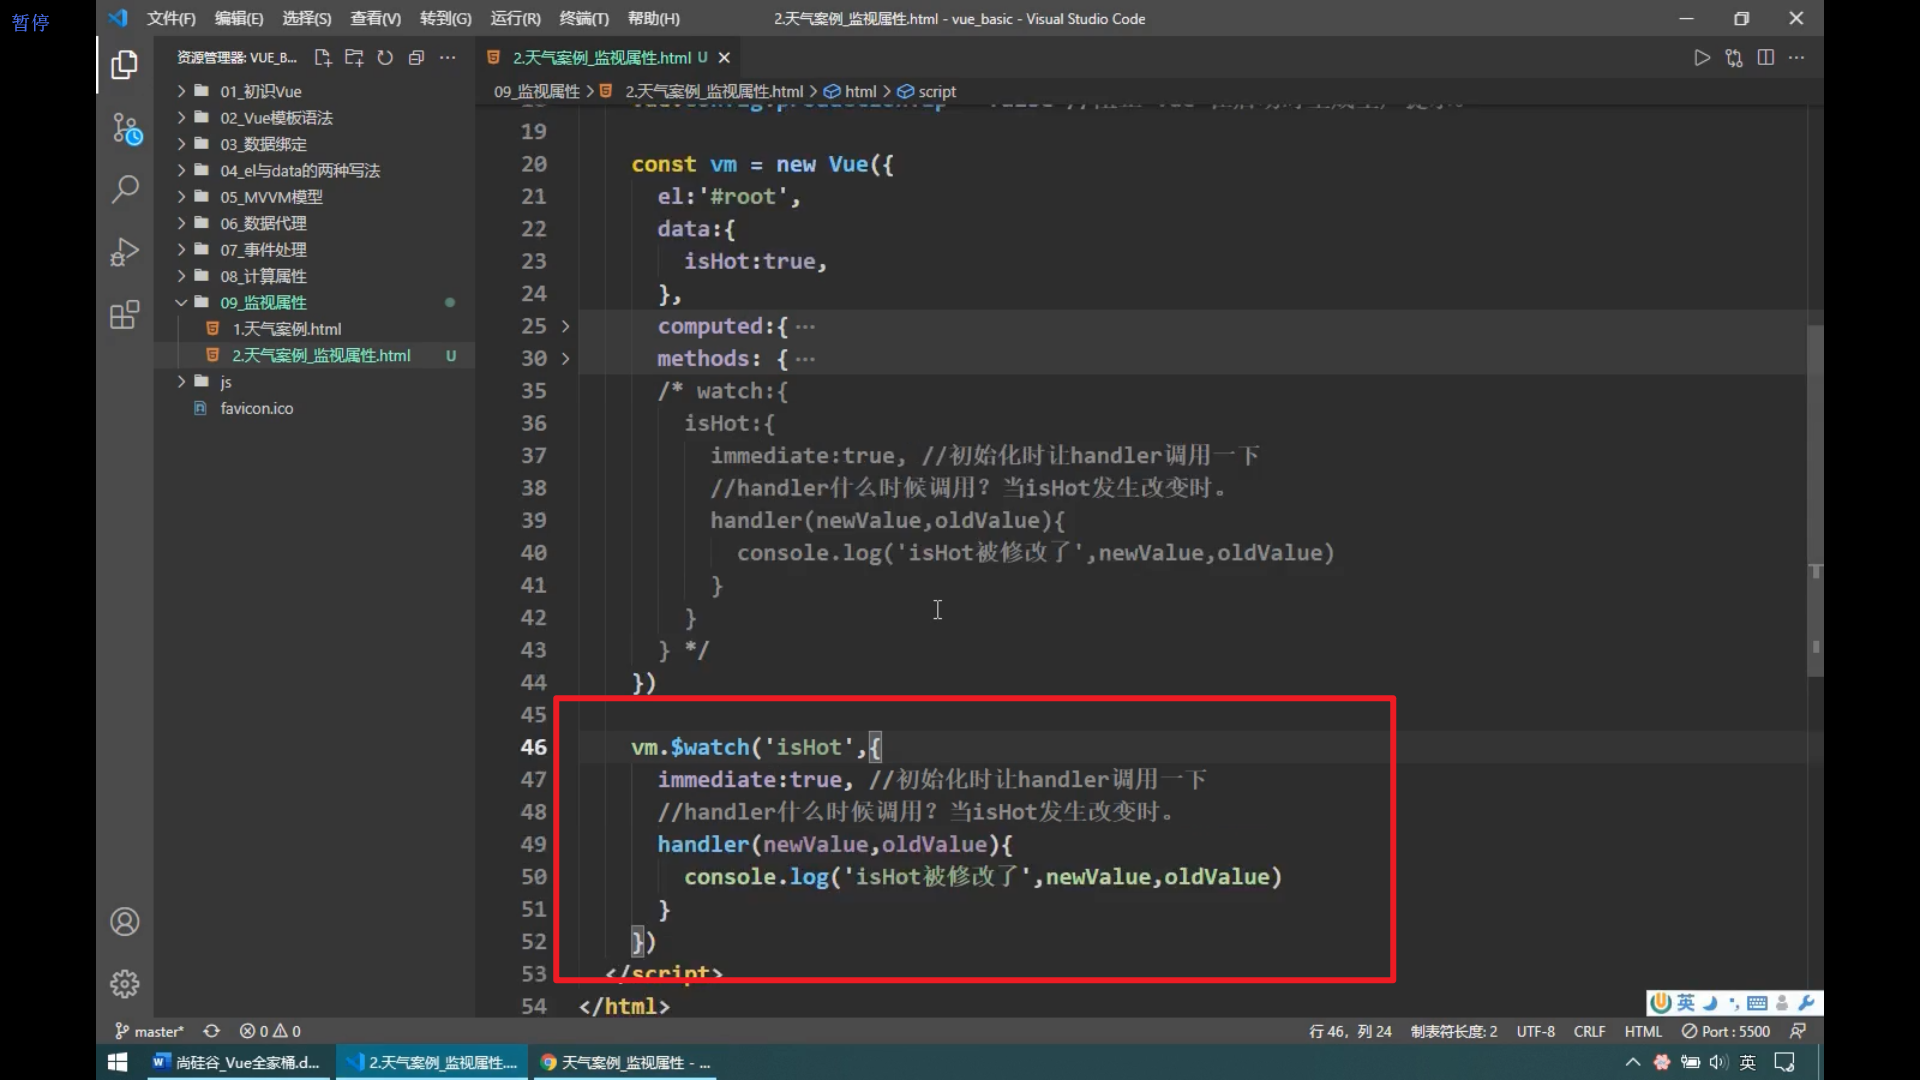 暂停
文件(F) 编辑(E) 选择(S) 查看(V) 转到(G) 运行(R) 终端(T) 帮助(H) 2.天气案例_监视属性.html - vue_basic - Visual Studio Code
资源管理器: VUE_B...
01_初识Vue
02_Vue模板语法
03_数据绑定
04_el与data的两种写法
05_MVVM模型
06_数据代理
07_事件处理
08_计算属性
09_监视属性
1.天气案例.html
2.天气案例_监视属性.html U
js
favicon.ico
2.天气案例_监视属性.html U
09_监视属性 > 2.天气案例_监视属性.html > html > script
19
20 const vm = new Vue({
21 el:'#root',
22 data:{
23 isHot:true,
24 },
25 computed:{ ···
30 methods: { ···
35 /* watch:{
36 isHot:{
37 immediate:true, //初始化时让handler调用一下
38 //handler什么时候调用？当isHot发生改变时。
39 handler(newValue,oldValue){
40 console.log('isHot被修改了',newValue,oldValue)
41 }
42 }
43 } */
44 })
45
46 vm.$watch('isHot',{
47 immediate:true, //初始化时让handler调用一下
48 //handler什么时候调用？当isHot发生改变时。
49 handler(newValue,oldValue){
50 console.log('isHot被修改了',newValue,oldValue)
51 }
52 })
53 </script>
54 </html>
英
master* 0 0 行 46，列 24 制表符长度: 2 UTF-8 CRLF HTML Port : 5500
尚硅谷_Vue全家桶.d... 2.天气案例_监视属性.... 天气案例_监视属性 - ... 英